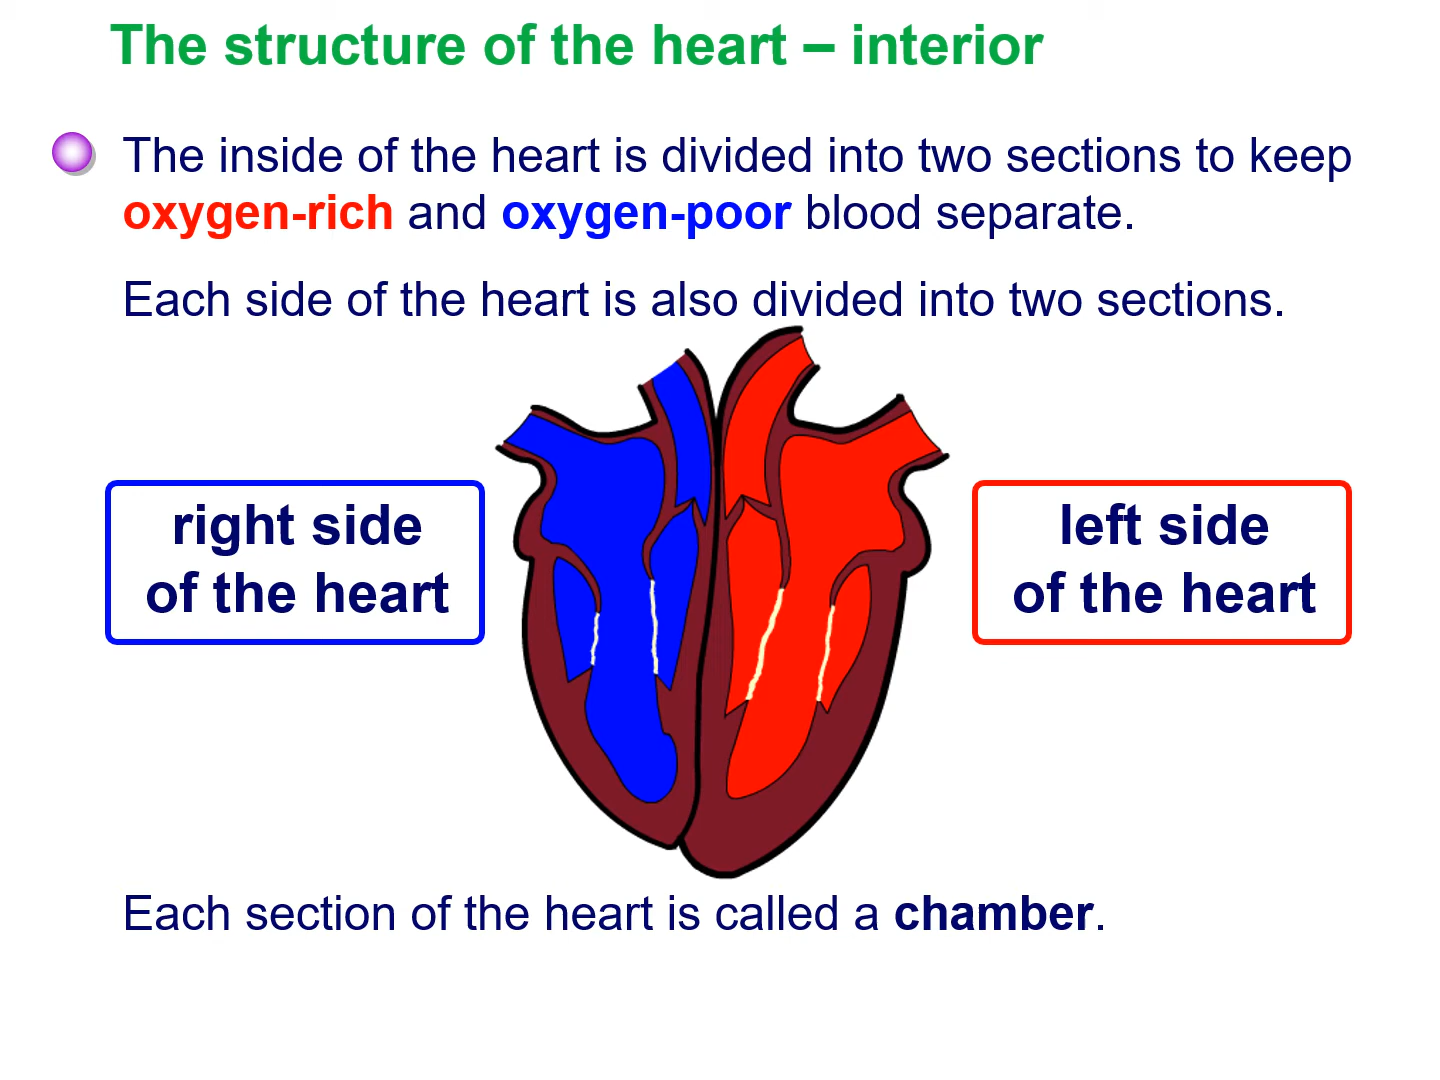 The structure of the heart – interior
The inside of the heart is divided into two sections to keep
oxygen-rich and oxygen-poor blood separate.
Each side of the heart is also divided into two sections.
right side
of the heart
left side
of the heart
Each section of the heart is called a chamber.